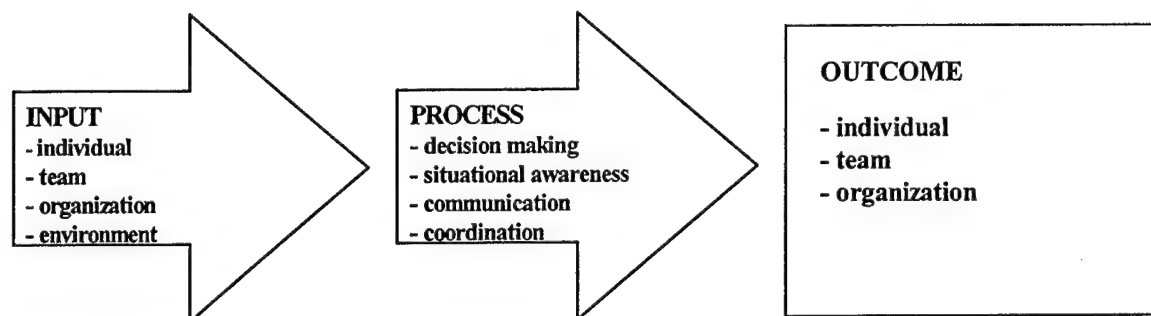 INPUT
- individual
- team
- organization
- environment
PROCESS
- decision making
- situational awareness
- communication
- coordination
OUTCOME
- individual
- team
- organization